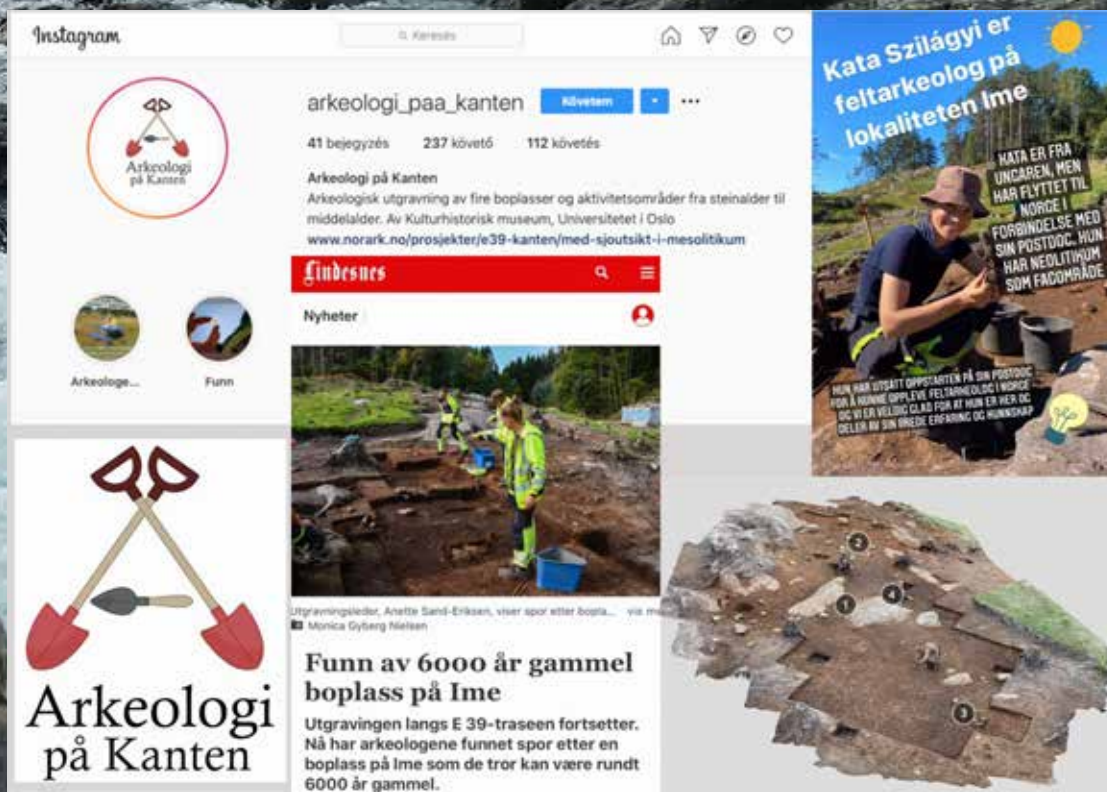 Instagram
Keresés
arkeologi_paa_kanten
Követem
41 bejegyzés 237 követő 112 követés
Arkeologi på Kanten
Arkeologisk utgravning av fire boplasser og aktivitetsområder fra steinalder til
middelalder. Av Kulturhistorisk museum, Universitetet i Oslo
www.norark.no/prosjekter/e39-kanten/med-sjoutsikt-i-mesolitikum
Arkeologi
på Kanten
Arkeologe...
Funn
Lindesnes
Nyheter
Utgravningsleder, Anette Sand-Eriksen, viser spor etter bopla... vis
Monica Gyberg Nielsen
Funn av 6000 år gammel
boplass på Ime
Utgravingen langs E 39-traseen fortsetter.
Nå har arkeologene funnet spor etter en
boplass på Ime som de tror kan være rundt
6000 år gammel.
Arkeologi
på Kanten
Kata Szilágyi er
feltarkeolog på
lokaliteten Ime
KATA ER FRA
UNGAREN, MEN
HAR FLYTTET TIL
NORGE I
FORBINDELSE MED
SIN POSTDOC. HUN
HAR NEOLITIKUM
SOM FAGOMRÅDE
HUN HAR UTSATT OPPSTARTEN PÅ SIN POSTDOC
FOR Å KUNNE OPPLEVE FELTARKEOLOGI I NORGE
OG VI ER VELDIG GLAD FOR AT HUN ER HER OG
DELER AV SIN BREDE ERFARING OG KUNNSKAP
2
1
4
3